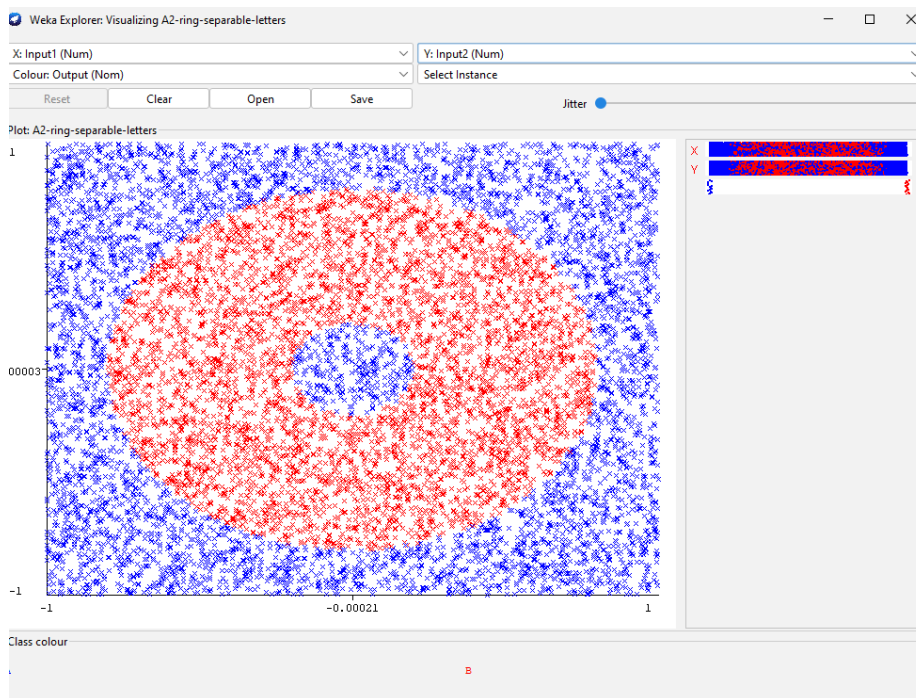 Weka Explorer: Visualizing A2-ring-separable-letters
X: Input1 (Num) Y: Input2 (Num)
Colour: Output (Nom) Select Instance
Reset Clear Open Save Jitter
Plot: A2-ring-separable-letters
1
X
Y
00003
-1
-1 -0.00021 1
Class colour
B